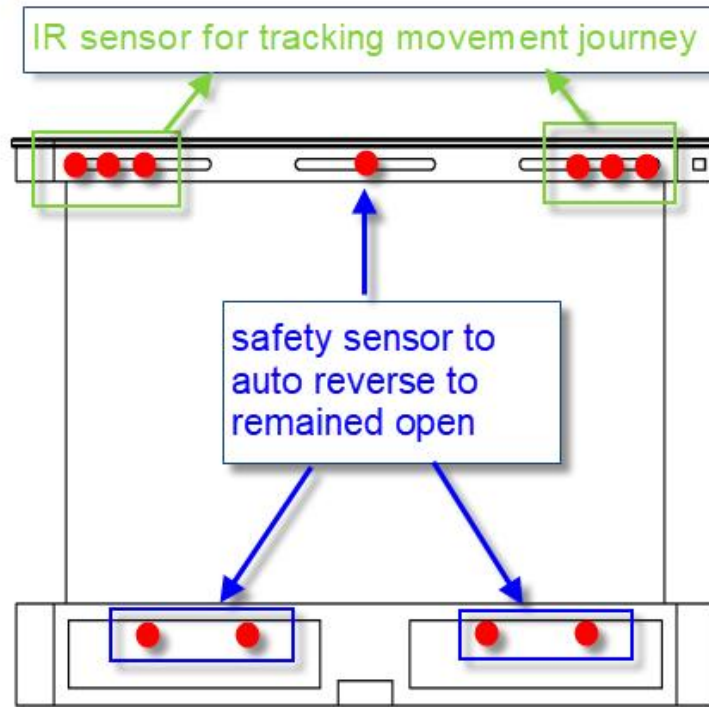 IR sensor for tracking movement journey
safety sensor to
auto reverse to
remained open